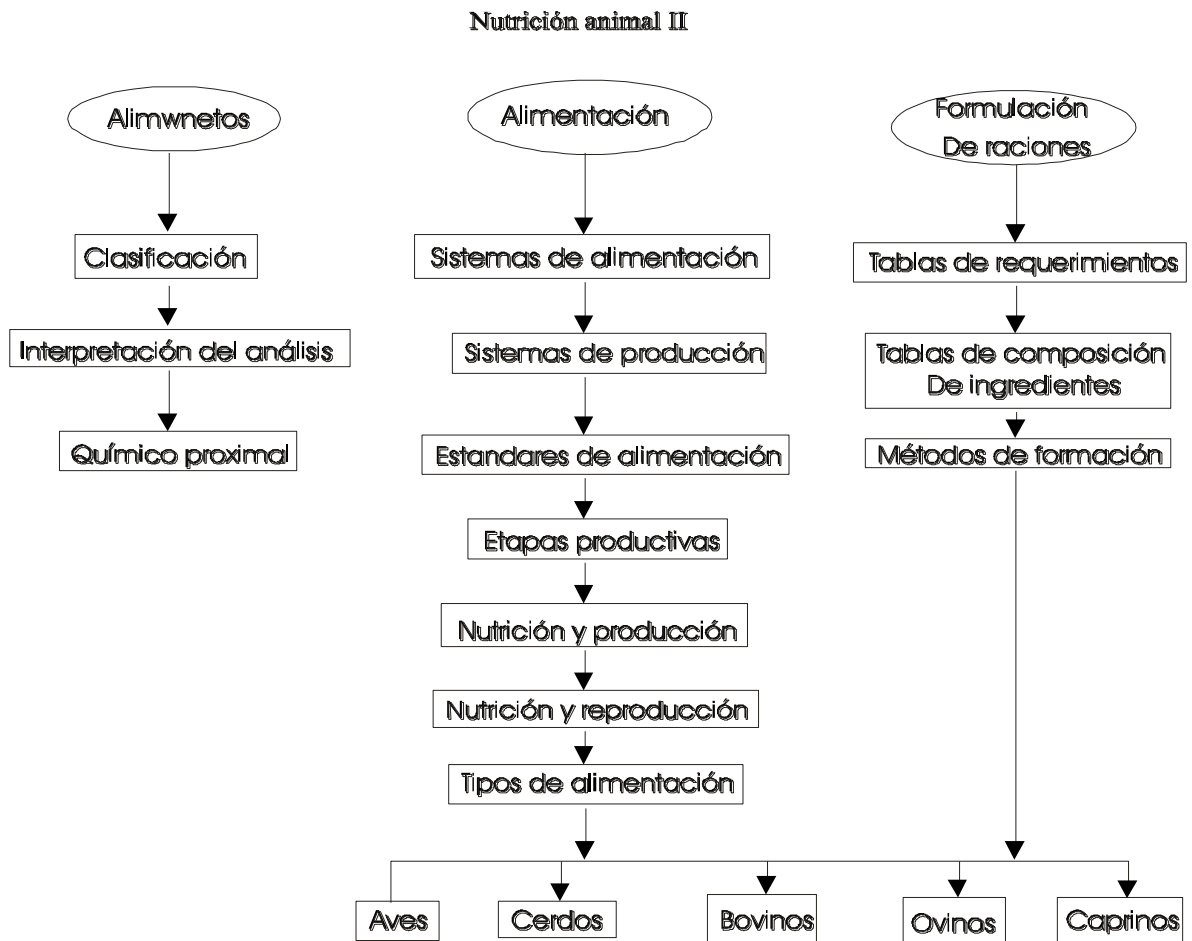 Nutrición animal II
Alimwnetos
Clasificación
Interpretación del análisis
Químico proximal
Alimentación
Sistemas de alimentación
Sistemas de producción
Estandares de alimentación
Etapas productivas
Nutrición y producción
Nutrición y reproducción
Tipos de alimentación
Formulación
De raciones
Tablas de requerimientos
Tablas de composición
De ingredientes
Métodos de formación
Aves
Cerdos
Bovinos
Ovinos
Caprinos